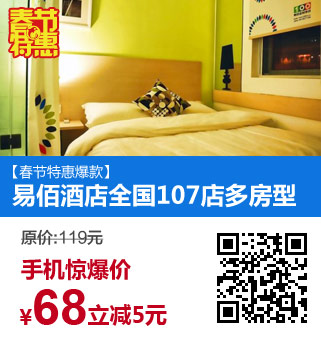 春节
特惠
100
【春节特惠爆款】
易佰酒店全国107店多房型
原价:119元
手机惊爆价
¥68立减5元